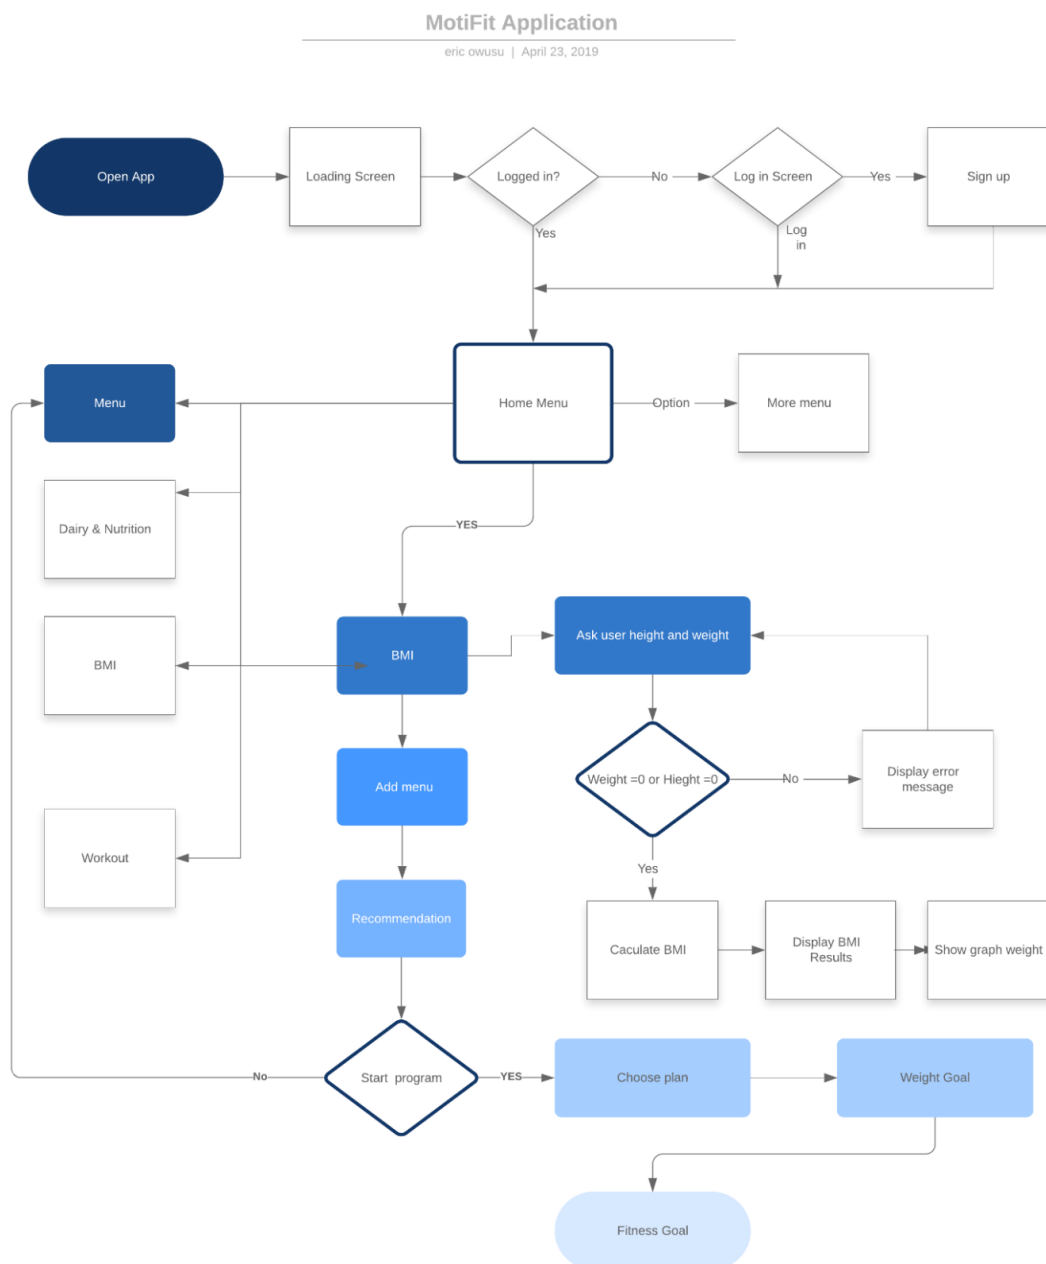 MotiFit Application
eric owusu | April 23, 2019
Open App
Loading Screen
Logged in?
No
Log in Screen
Yes
Sign up
Yes
Log
in
Menu
Home Menu
Option
More menu
Dairy & Nutrition
YES
BMI
BMI
Ask user height and weight
Add menu
Weight =0 or Hieght =0
No
Display error
message
Workout
Yes
Recommendation
Caculate BMI
Display BMI
Results
Show graph weight
No
Start program
YES
Choose plan
Weight Goal
Fitness Goal